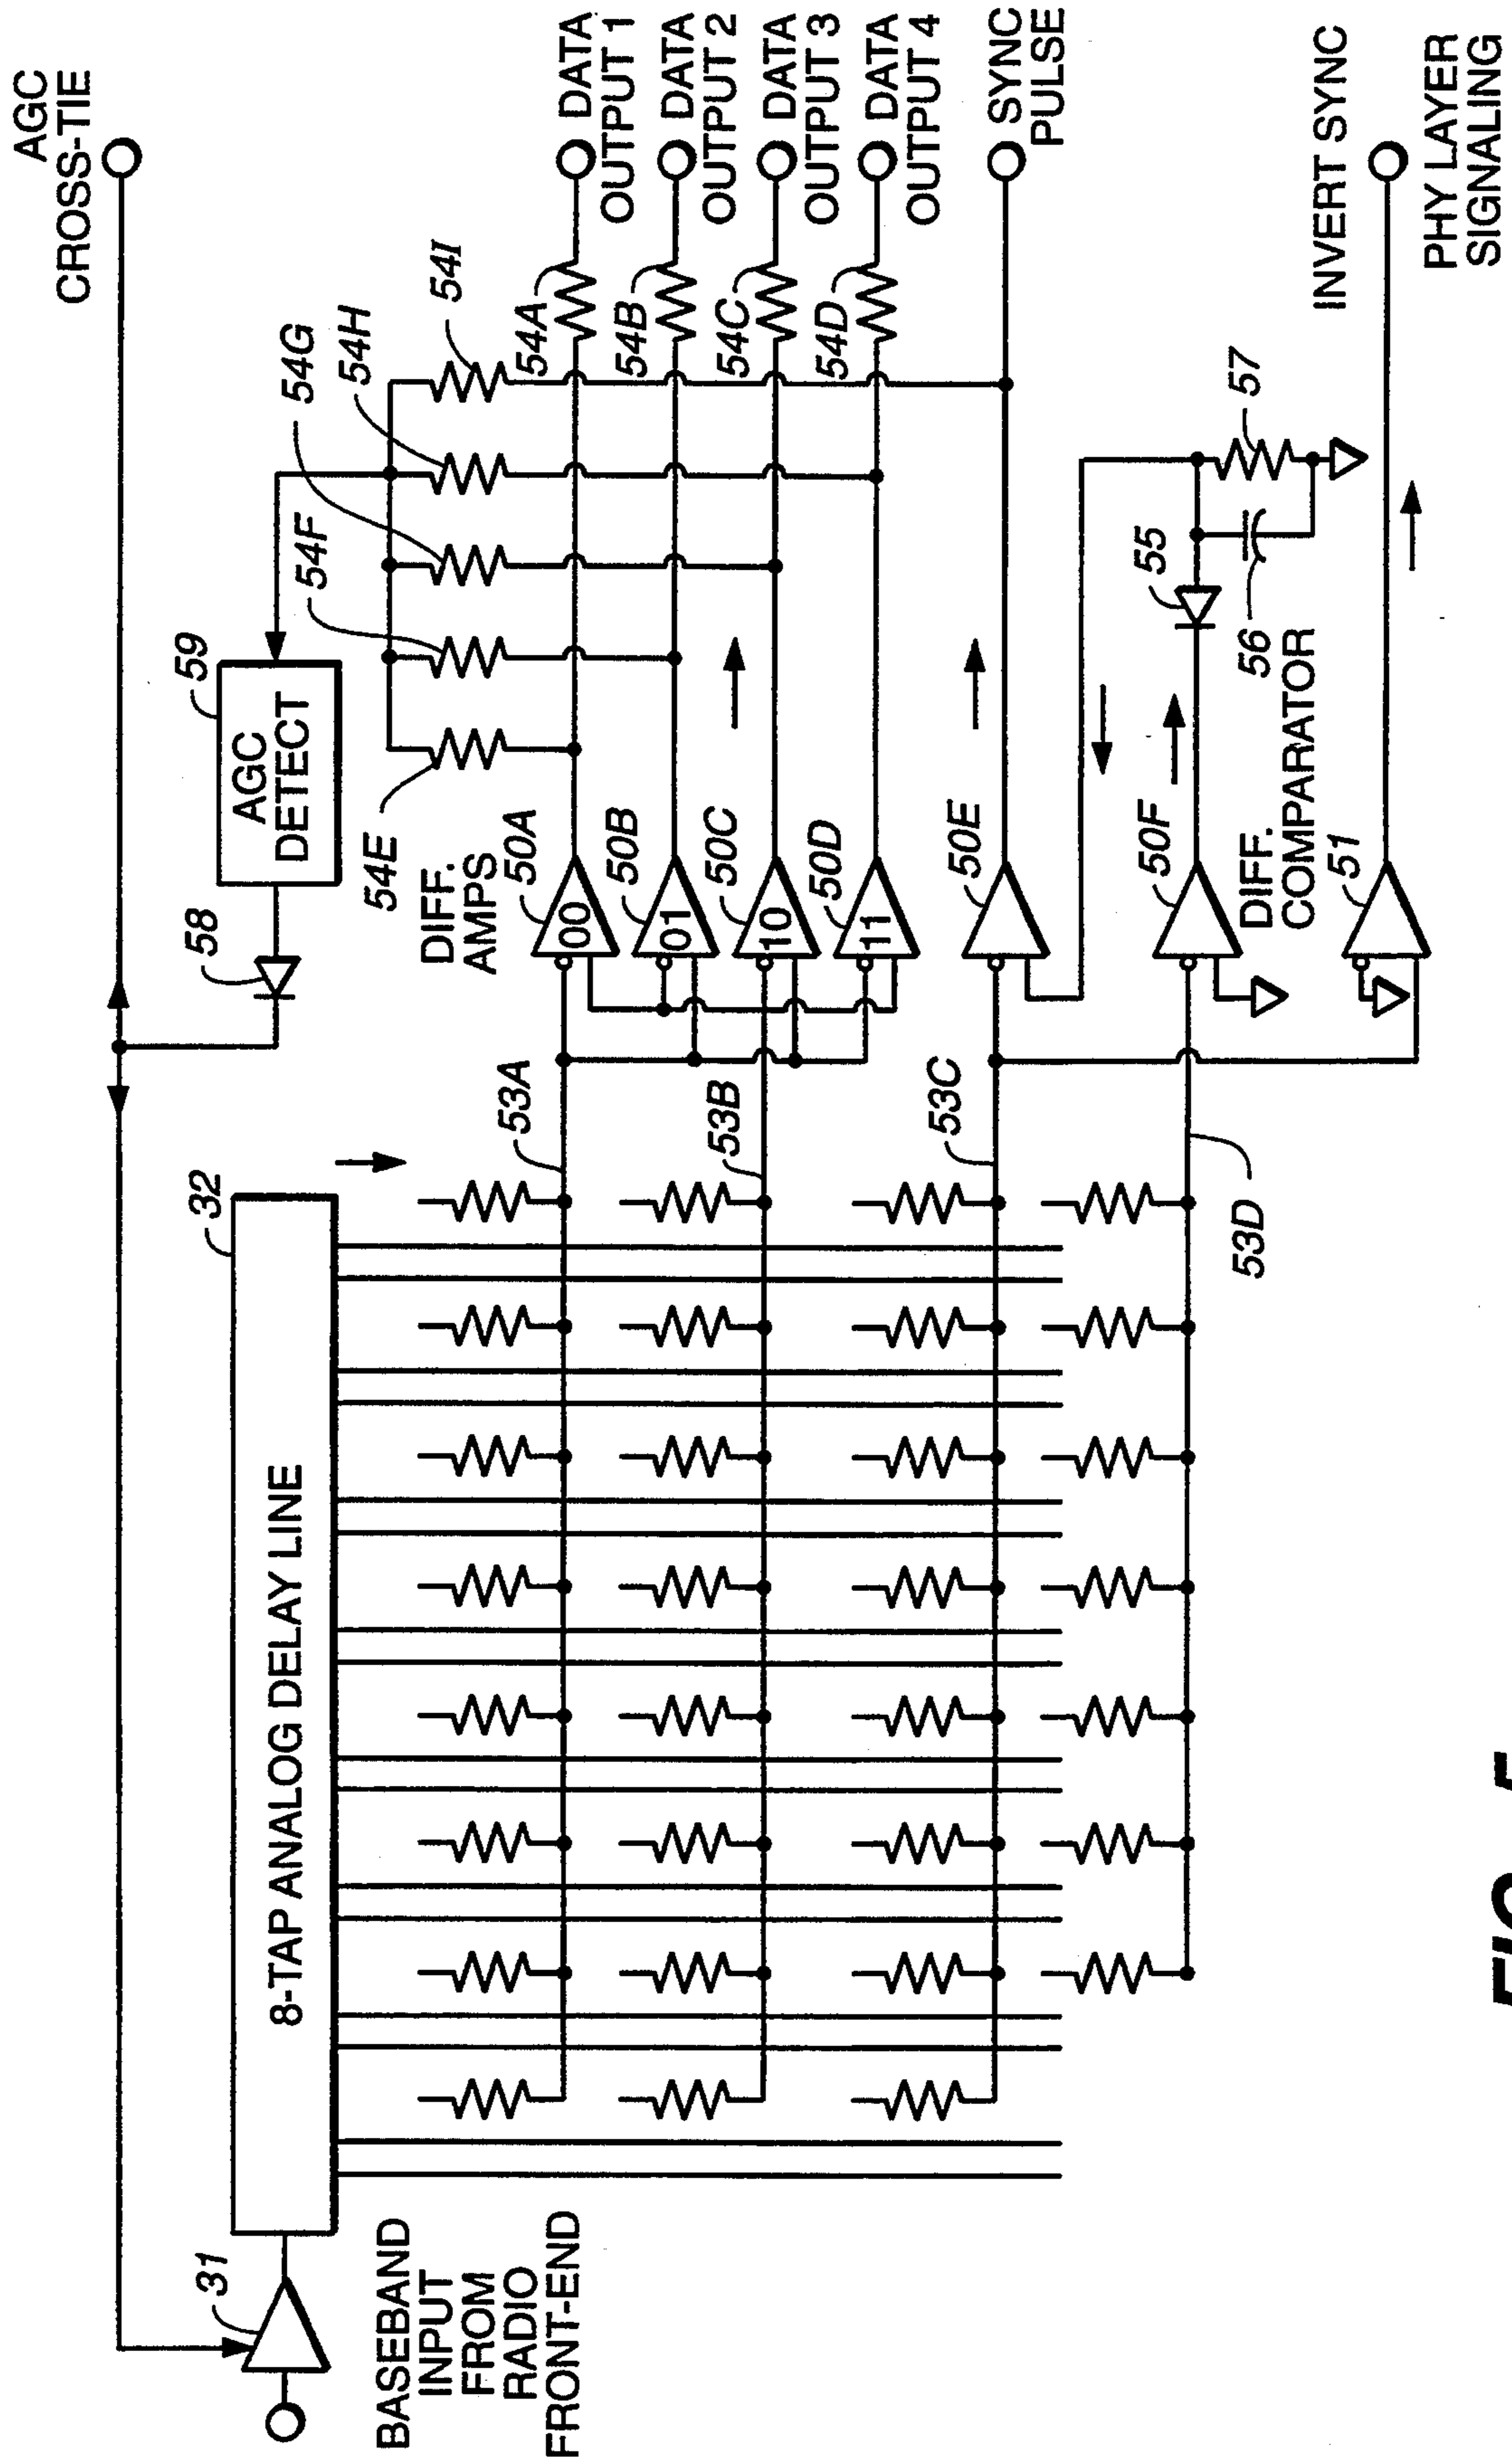 AGC
CROSS-TIE
59
AGC
DETECT
58
32
8-TAP ANALOG DELAY LINE
31
BASEBAND
INPUT
FROM
RADIO
FRONT-END
54E
54F
54G
54H
54I
DIFF.
AMPS
50A
00
50B
01
50C
10
50D
11
54A
54B
54C
54D
DATA
OUTPUT 1
DATA
OUTPUT 2
DATA
OUTPUT 3
DATA
OUTPUT 4
53A
53B
53C
53D
50E
SYNC
PULSE
50F
DIFF.
COMPARATOR
55
56
57
51
INVERT SYNC
PHY LAYER
SIGNALING